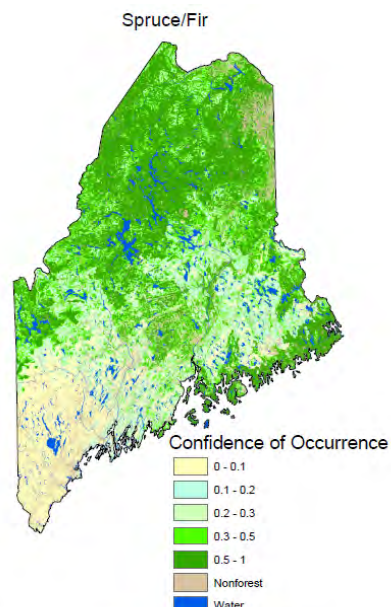 Spruce/Fir
Confidence of Occurrence
0 - 0.1
0.1 - 0.2
0.2 - 0.3
0.3 - 0.5
0.5 - 1
Nonforest
Water